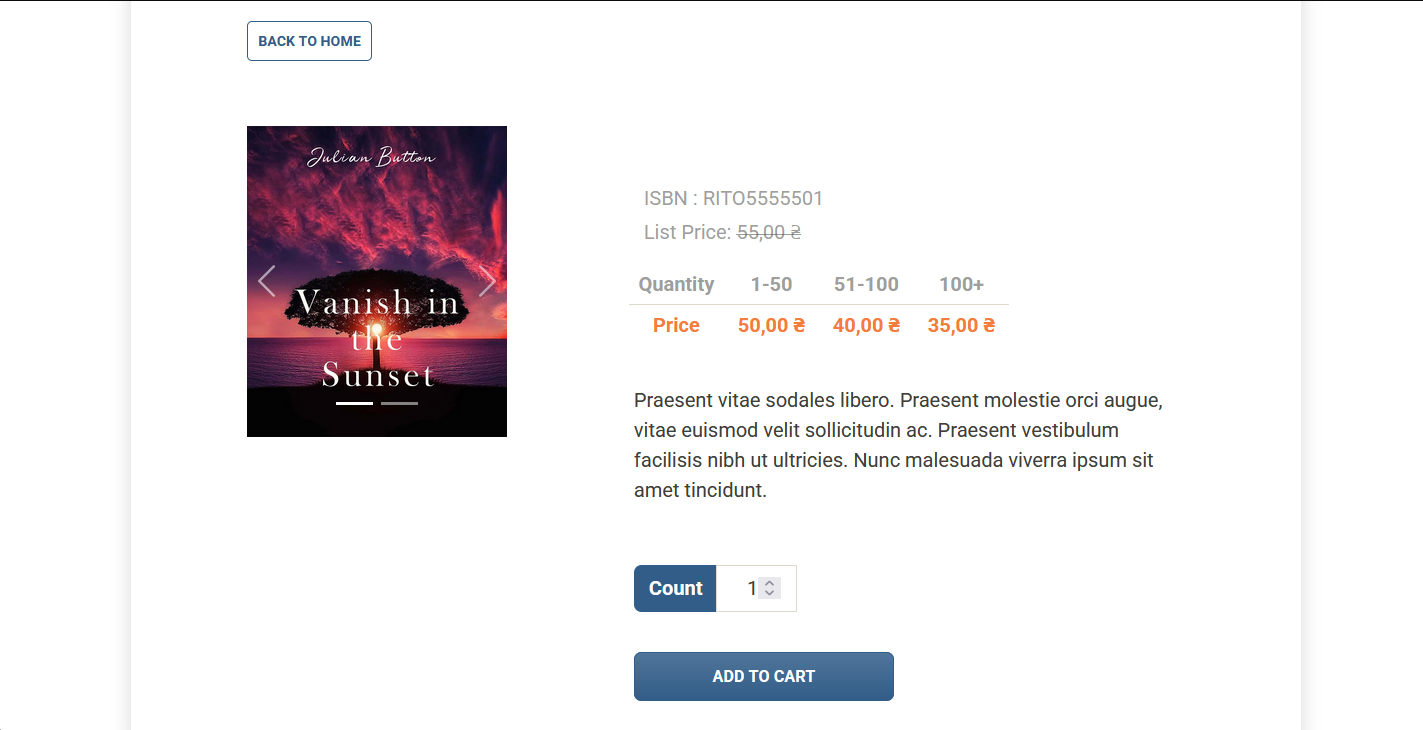 BACK TO HOME
Julian Button
Vanish in
the
Sunset
ISBN : RITO5555501
List Price: 55,00 ₴
Quantity 1-50 51-100 100+
Price 50,00 ₴ 40,00 ₴ 35,00 ₴
Praesent vitae sodales libero. Praesent molestie orci augue,
vitae euismod velit sollicitudin ac. Praesent vestibulum
facilisis nibh ut ultricies. Nunc malesuada viverra ipsum sit
amet tincidunt.
Count 1
ADD TO CART